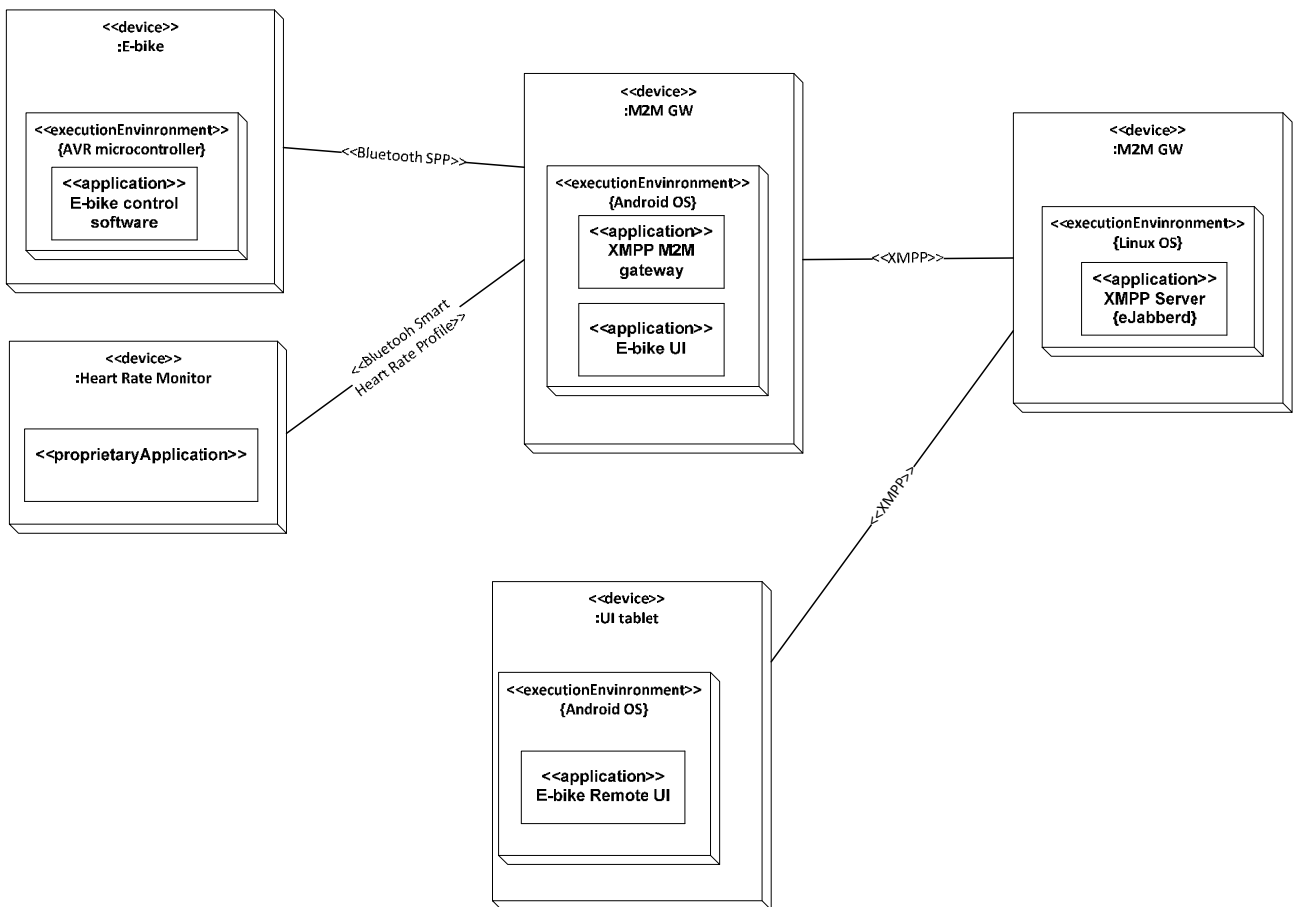 <<device>>
:E-bike
<<executionEnvinronment>>
{AVR microcontroller}
<<application>>
E-bike control
software
<<Bluetooth SPP>>
<<device>>
:M2M GW
<<executionEnvinronment>>
{Android OS}
<<application>>
XMPP M2M
gateway
<<application>>
E-bike UI
<<XMPP>>
<<device>>
:M2M GW
<<executionEnvinronment>>
{Linux OS}
<<application>>
XMPP Server
{eJabberd}
<<device>>
:Heart Rate Monitor
<<proprietaryApplication>>
<<Bluetooh Smart
Heart Rate Profile>>
<<XMPP>>
<<device>>
:UI tablet
<<executionEnvinronment>>
{Android OS}
<<application>>
E-bike Remote UI